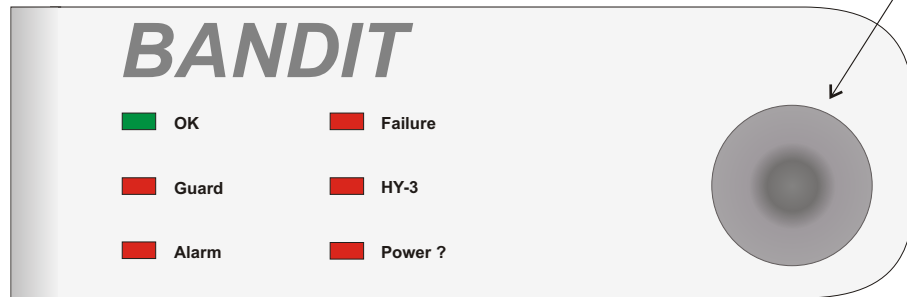 BANDIT
OK
Failure
Guard
HY-3
Alarm
Power ?